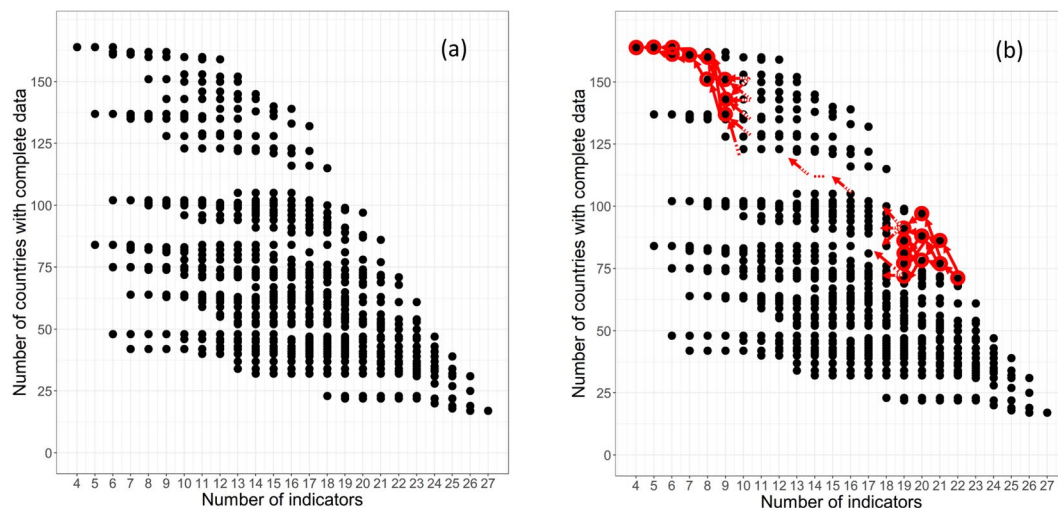 (a)
Number of countries with complete data
150
125
100
75
50
25
0
4 5 6 7 8 9 10 11 12 13 14 15 16 17 18 19 20 21 22 23 24 25 26 27
Number of indicators
(b)
Number of countries with complete data
150
125
100
75
50
25
0
4 5 6 7 8 9 10 11 12 13 14 15 16 17 18 19 20 21 22 23 24 25 26 27
Number of indicators